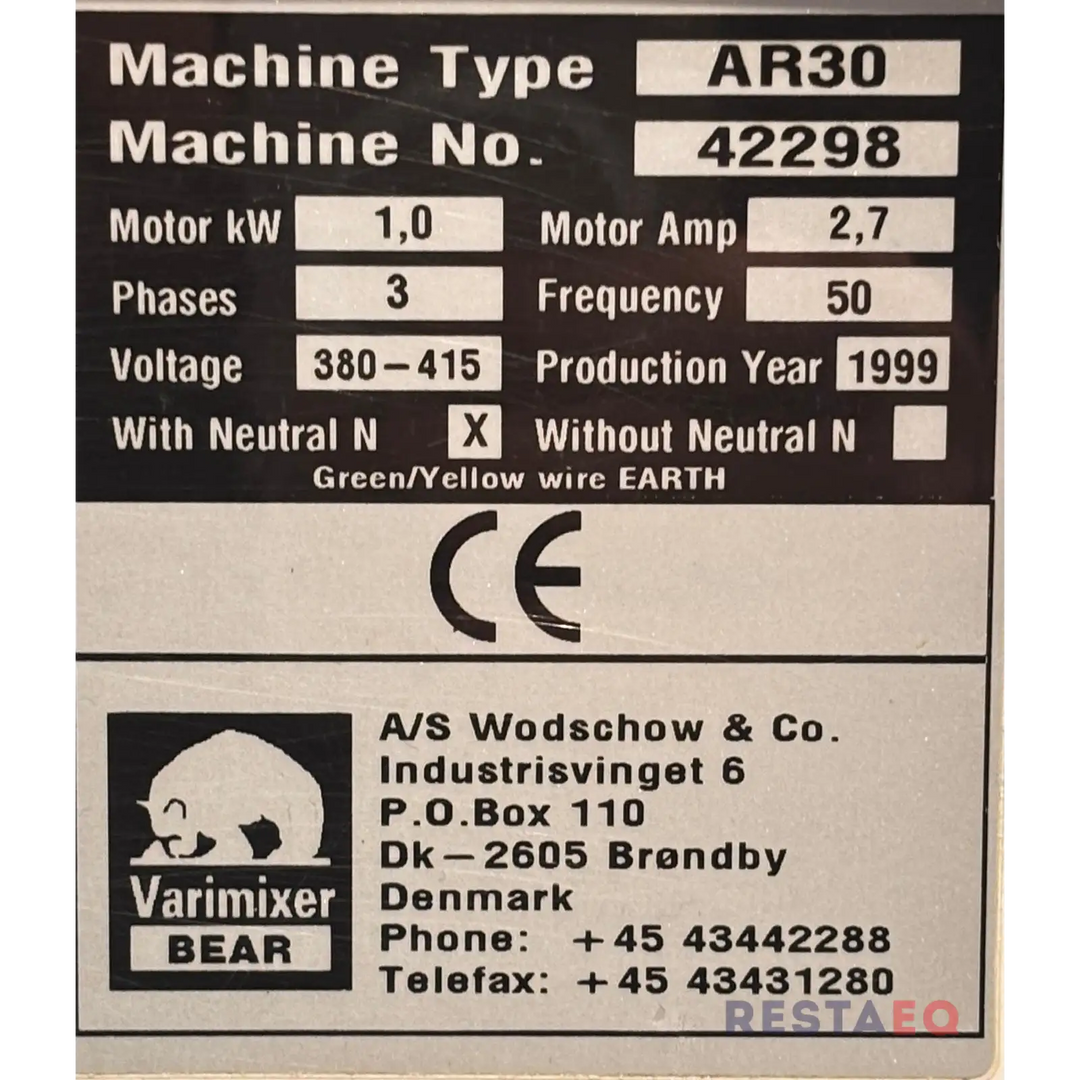 Machine Type AR30
Machine No. 42298
Motor kW 1,0 Motor Amp 2,7
Phases 3 Frequency 50
Voltage 380-415 Production Year 1999
With Neutral N X Without Neutral N
Green/Yellow wire EARTH
CE
A/S Wodschow & Co.
Industrisvinget 6
P.O.Box 110
Dk-2605 Brøndby
Denmark
Phone: +45 43442288
Telefax: +45 43431280
Varimixer
BEAR
RESTAEQ